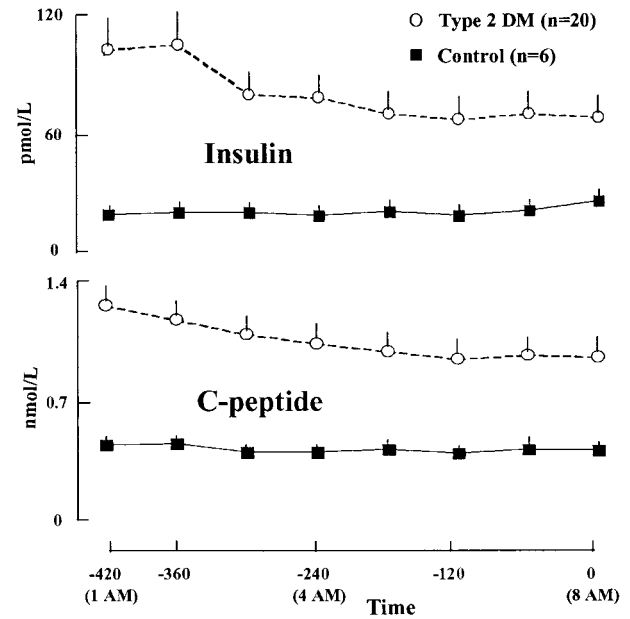 120
Type 2 DM (n=20)
Control (n=6)
pmol/L
60
Insulin
0
1.4
nmol/L
0.7
C-peptide
0
-420 -360 -240 -120 0
(1 AM) (4 AM) (8 AM)
Time